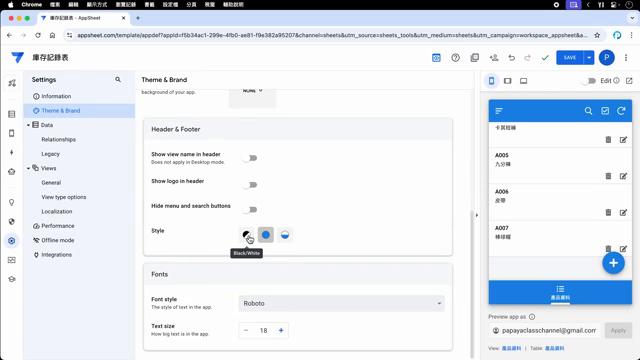 Chrome 檔案 編輯 顯示方式 瀏覽記錄 書籤 設定檔 分頁 視窗 輔助說明
庫存記錄表 - AppSheet
appsheet.com/template/appdef?appId=f5b34ac1-299e-4fb0-ae81-f9e382a95207&channel=sheets&utm_source=sheets_tools&utm_medium=sheets&utm_campaign=workspace_appsheet&a...
庫存記錄表
SAVE
P
Settings
Theme & Brand
Edit
Information
Theme & Brand
Data
Relationships
Legacy
Views
General
View type options
Localization
Performance
Offline mode
Integrations
background of your app.
NONE
Header & Footer
Show view name in header
Does not apply in Desktop mode.
Show logo in header
Hide menu and search buttons
Style
Black/White
Fonts
Font style
The style of text in the app.
Roboto
Text size
How big text is in the app.
− 18 +
卡其短褲
A005
九分褲
A006
皮帶
A007
棒球帽
產品資料
Preview app as
papayaclasschannel@gmail.com
Apply
View: 產品資料 | Table: 產品資料